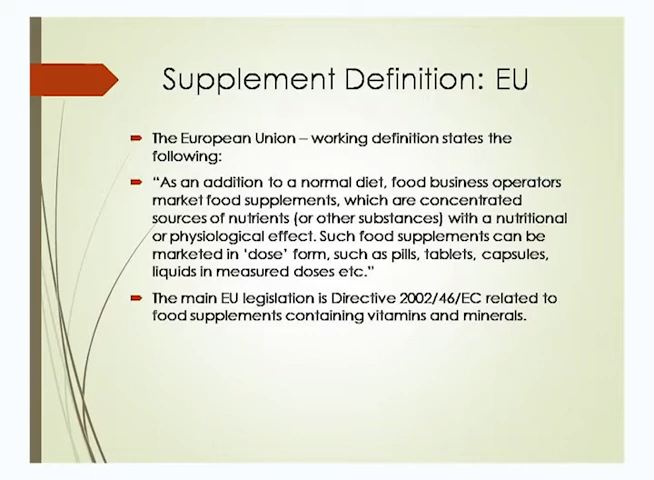 Supplement Definition: EU
The European Union – working definition states the
following:
“As an addition to a normal diet, food business operators
market food supplements, which are concentrated
sources of nutrients (or other substances) with a nutritional
or physiological effect. Such food supplements can be
marketed in ‘dose’ form, such as pills, tablets, capsules,
liquids in measured doses etc.”
The main EU legislation is Directive 2002/46/EC related to
food supplements containing vitamins and minerals.